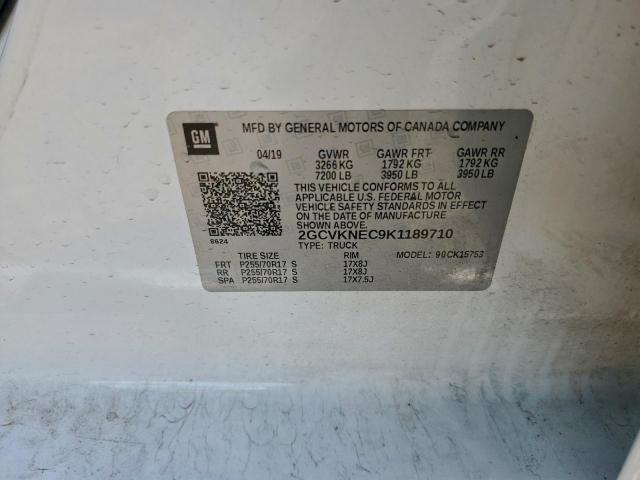 GM
MFD BY GENERAL MOTORS OF CANADA COMPANY
04/19 GVWR GAWR FRT GAWR RR
3266 KG 1792 KG 1792 KG
7200 LB 3950 LB 3950 LB
THIS VEHICLE CONFORMS TO ALL
APPLICABLE U.S. FEDERAL MOTOR
VEHICLE SAFETY STANDARDS IN EFFECT
ON THE DATE OF MANUFACTURE
SHOWN ABOVE.
2GCVKNEC9K1189710
8624 TYPE: TRUCK
TIRE SIZE RIM MODEL: 90CK15753
FRT P255/70R17 S 17X8J
RR P255/70R17 S 17X8J
SPA P255/70R17 S 17X7.5J